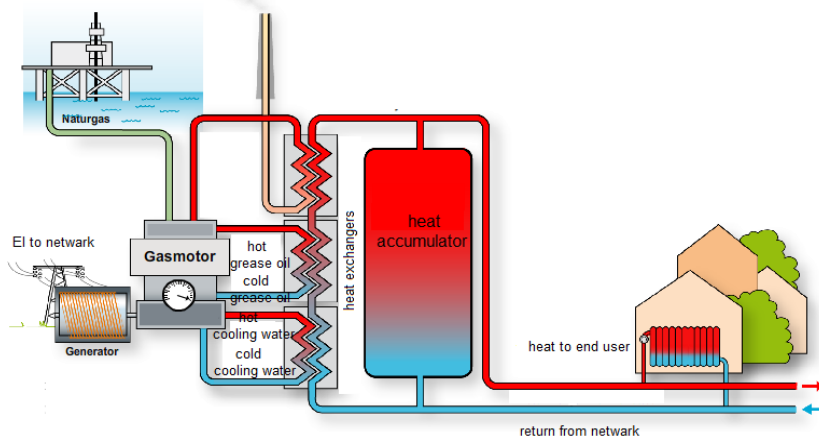 Naturgas
El to netwark
Gasmotor
Generator
hot
grease oil
cold
grease oil
hot
cooling water
cold
cooling water
heat exchangers
heat
accumulator
heat to end user
return from netwark